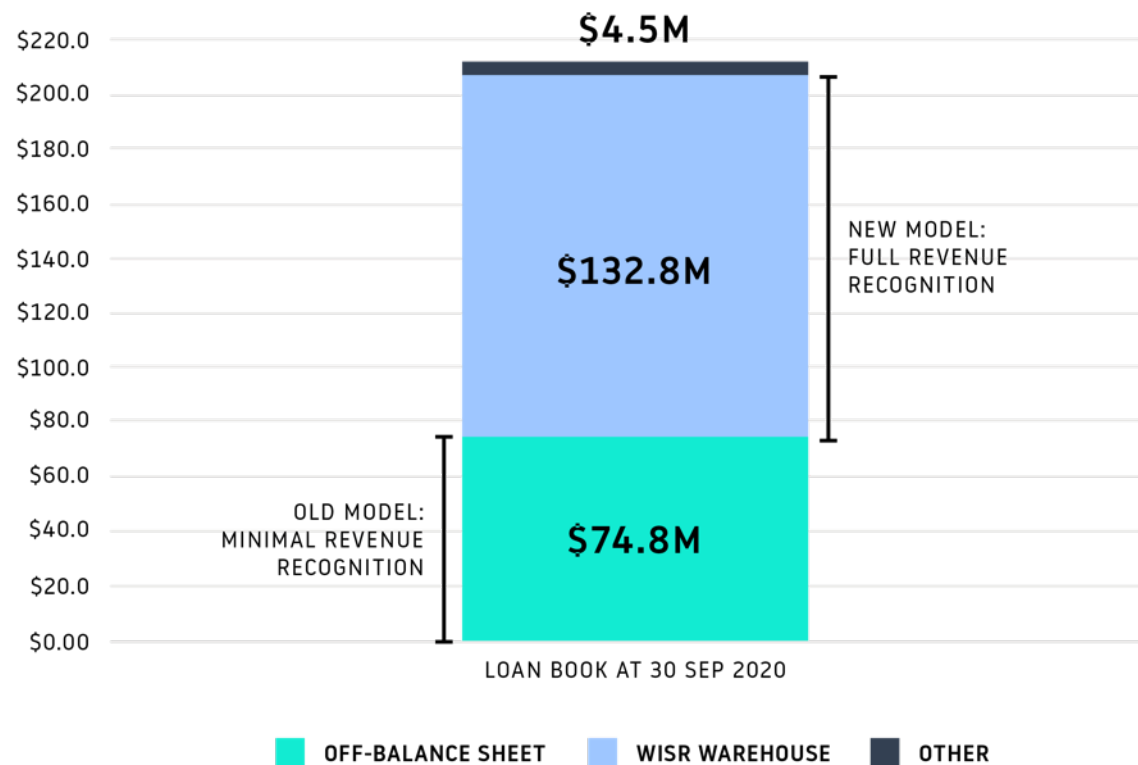 $4.5M
$220.0
$200.0
$180.0
$160.0
$140.0
$120.0
$100.0
$80.0
$60.0
$40.0
$20.0
$0.00
$132.8M
$74.8M
NEW MODEL:
FULL REVENUE
RECOGNITION
OLD MODEL:
MINIMAL REVENUE
RECOGNITION
LOAN BOOK AT 30 SEP 2020
OFF-BALANCE SHEET
WISR WAREHOUSE
OTHER